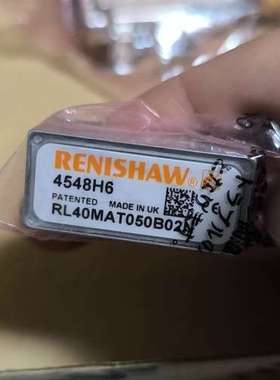 RENISHAW
4548H6
PATENTED MADE IN UK
RL40MAT050B02